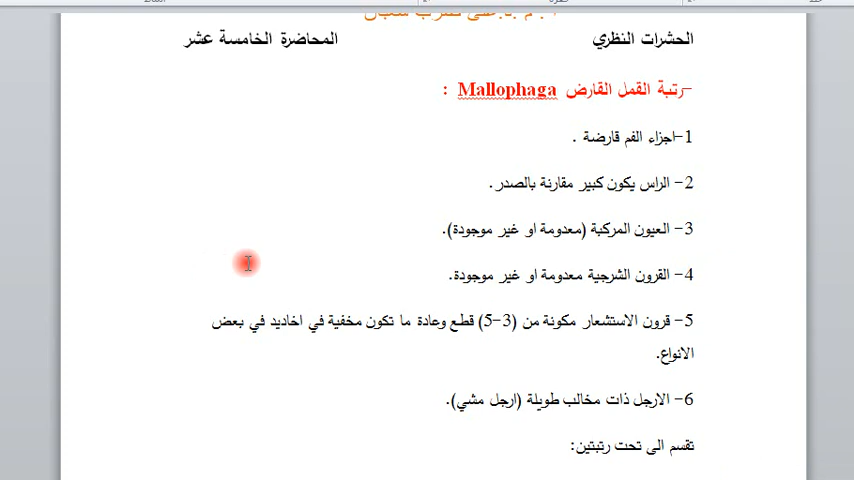 الحشرات النظري المحاضرة الخامسة عشر
-رتبة القمل القارض Mallophaga :
1-اجزاء الفم قارضة .
2- الراس يكون كبير مقارنة بالصدر.
3- العيون المركبة (معدومة او غير موجودة).
4- القرون الشرجية معدومة او غير موجودة.
5- قرون الاستشعار مكونة من (3-5) قطع وعادة ما تكون مخفية في اخاديد في بعض
الانواع.
6- الارجل ذات مخالب طويلة (ارجل مشي).
تقسم الى تحت رتبتين: